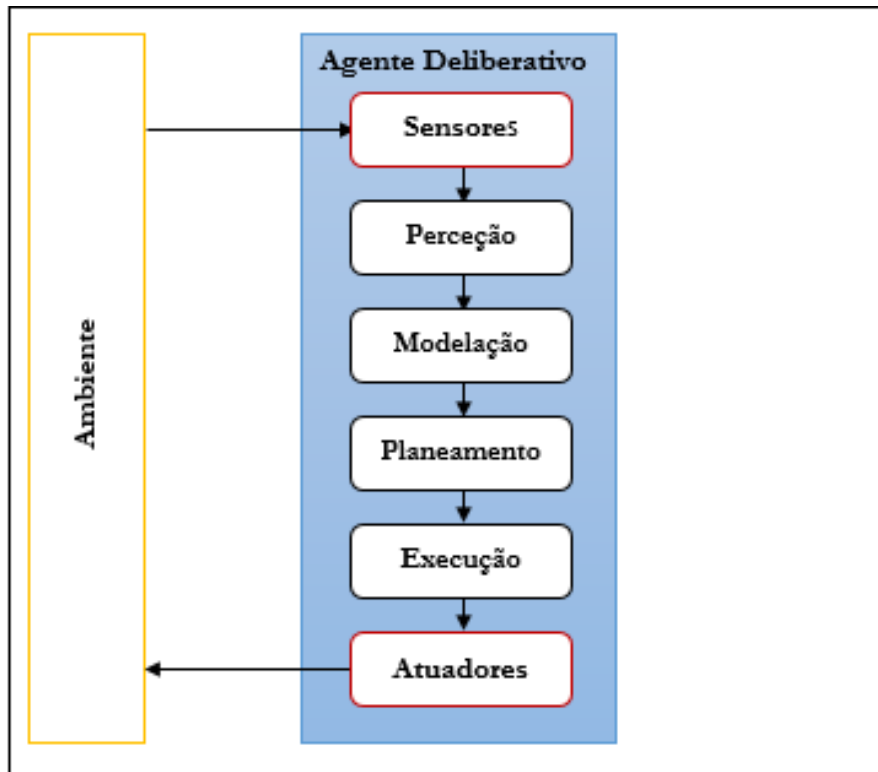 Agente Deliberativo
Sensores
Perceção
Modelação
Planeamento
Execução
Atuadores
Ambiente